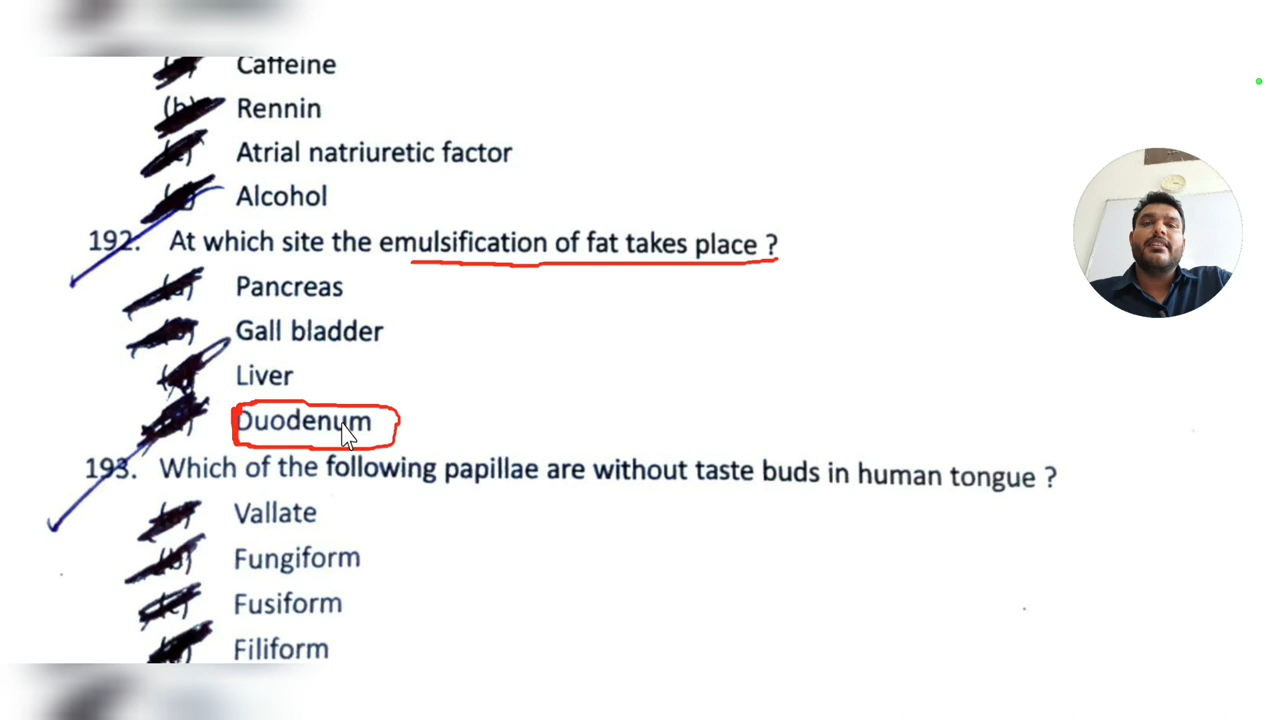 Caffeine
Rennin
Atrial natriuretic factor
Alcohol
192. At which site the emulsification of fat takes place ?
Pancreas
Gall bladder
Liver
Duodenum
193. Which of the following papillae are without taste buds in human tongue ?
Vallate
Fungiform
Fusiform
Filiform